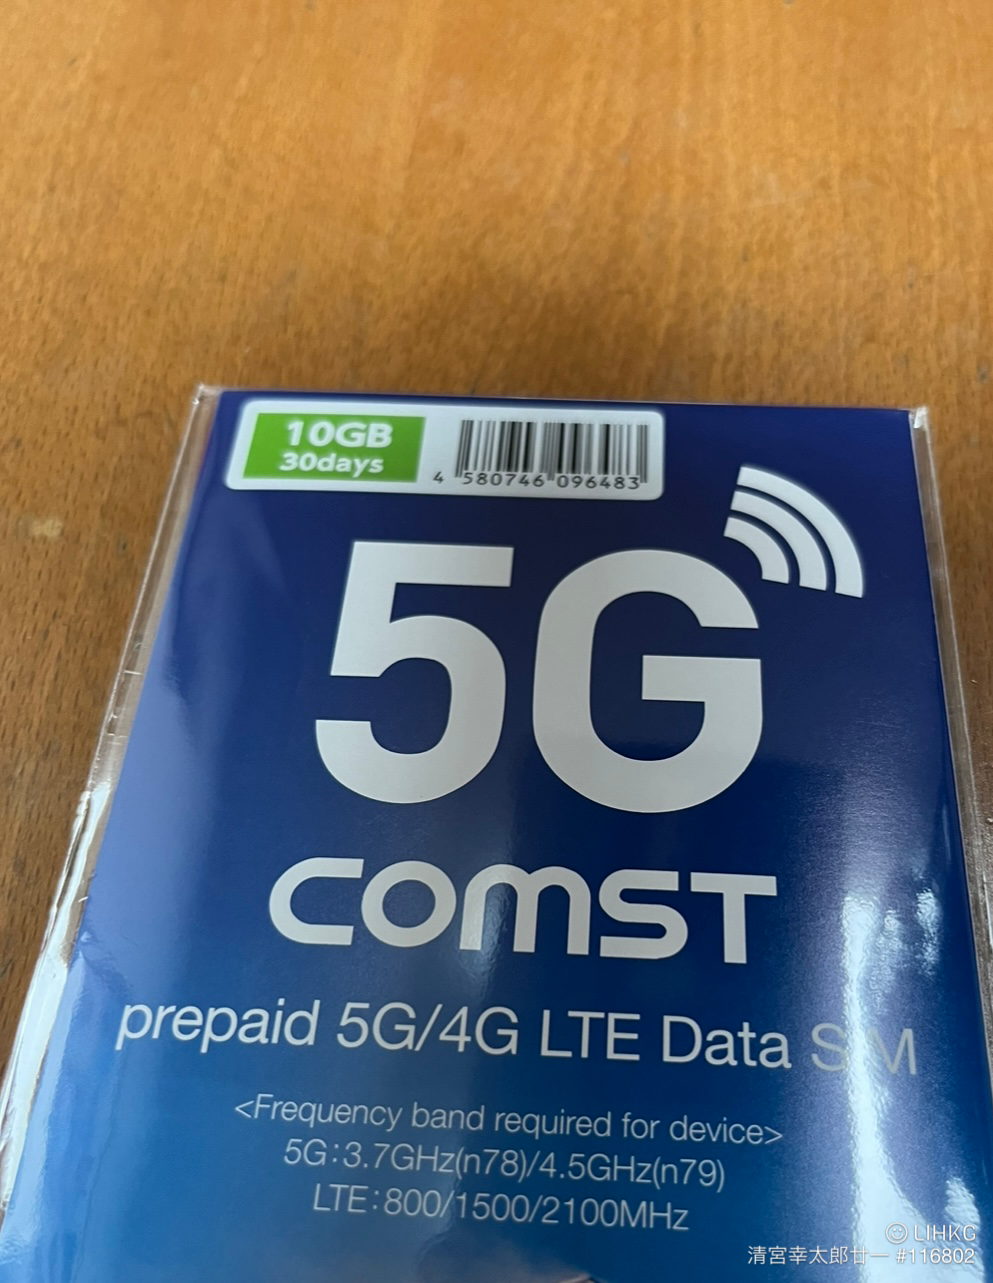 10GB
30days
4 580746 096483
5G
COMST
prepaid 5G/4G LTE Data SIM
<Frequency band required for device>
5G:3.7GHz(n78)/4.5GHz(n79)
LTE:800/1500/2100MHz
LIHKG
清宮幸太郎廿一 #116802